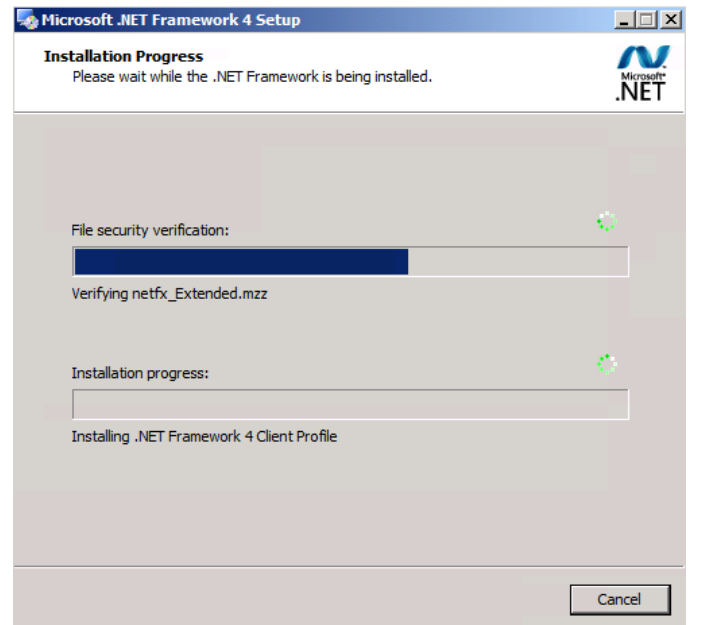 Microsoft .NET Framework 4 Setup
Installation Progress
Please wait while the .NET Framework is being installed.
Microsoft®
.NET
File security verification:
Verifying netfx_Extended.mzz
Installation progress:
Installing .NET Framework 4 Client Profile
Cancel